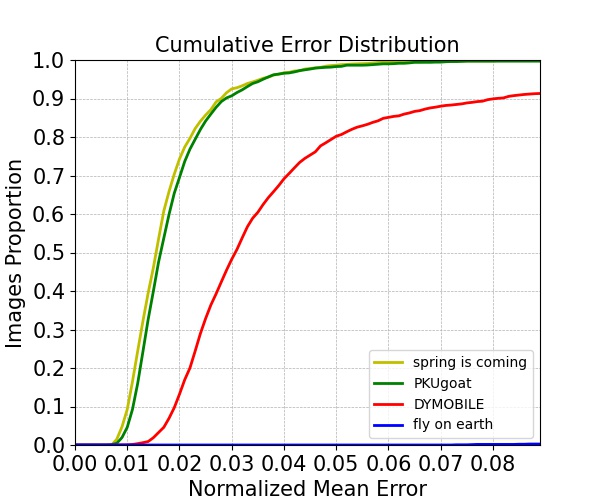 Cumulative Error Distribution
1.0
0.9
0.8
0.7
0.6
0.5
0.4
0.3
0.2
0.1
0.0
Images Proportion
spring is coming
PKUgoat
DYMOBILE
fly on earth
0.00 0.01 0.02 0.03 0.04 0.05 0.06 0.07 0.08
Normalized Mean Error